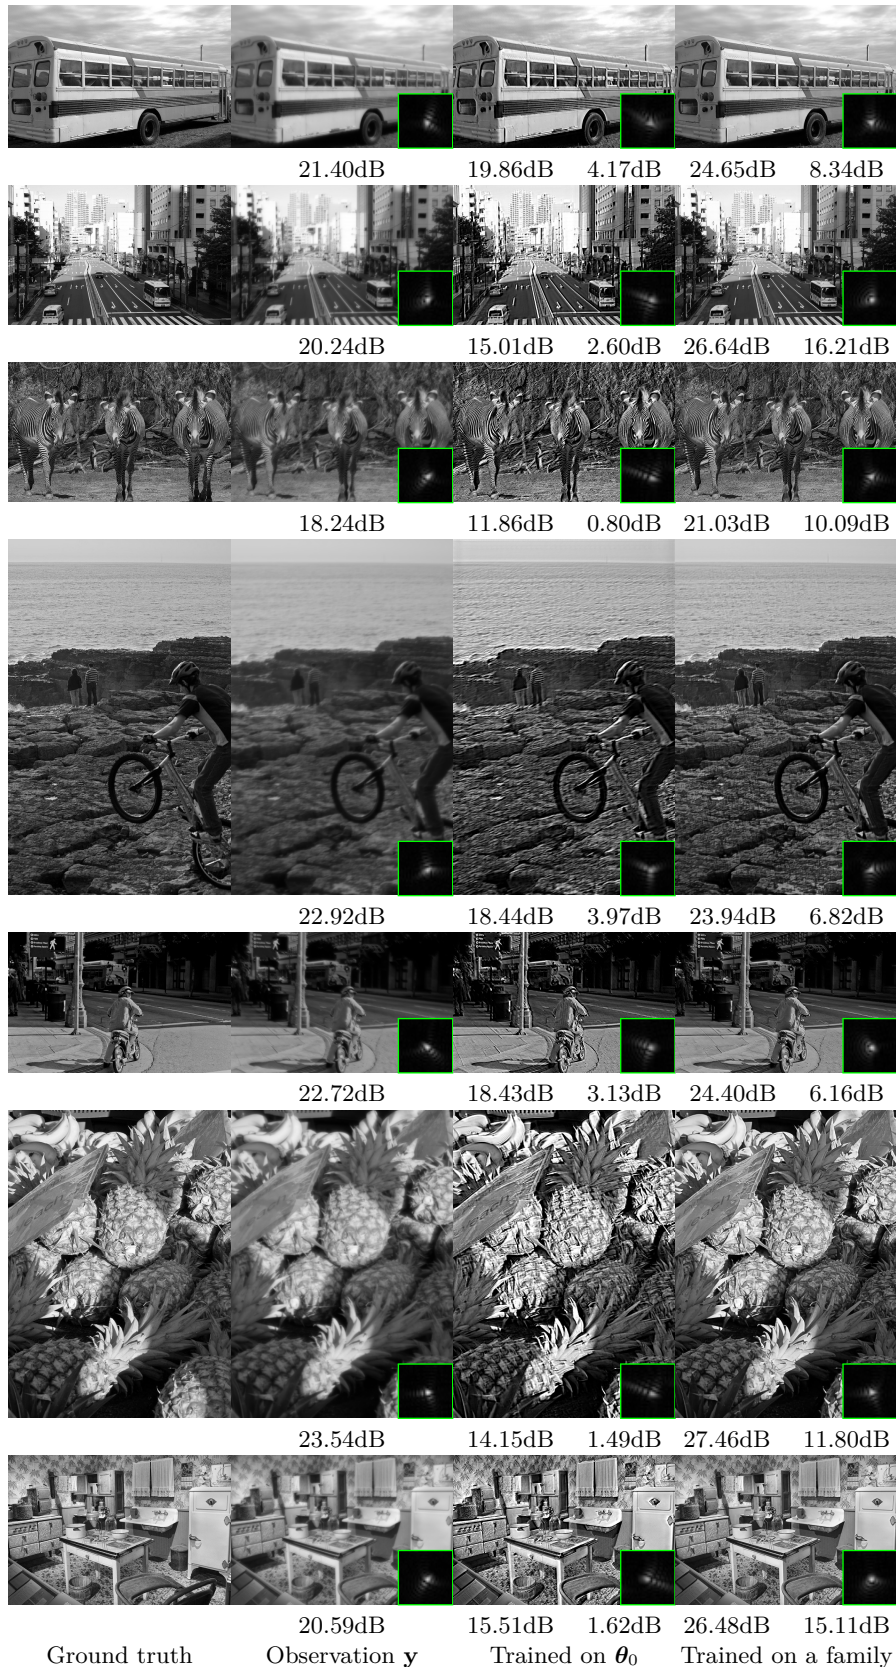 21.40dB 19.86dB 4.17dB 24.65dB 8.34dB
20.24dB 15.01dB 2.60dB 26.64dB 16.21dB
18.24dB 11.86dB 0.80dB 21.03dB 10.09dB
22.92dB 18.44dB 3.97dB 23.94dB 6.82dB
22.72dB 18.43dB 3.13dB 24.40dB 6.16dB
23.54dB 14.15dB 1.49dB 27.46dB 11.80dB
20.59dB 15.51dB 1.62dB 26.48dB 15.11dB
Ground truth Observation y Trained on θ₀ Trained on a family